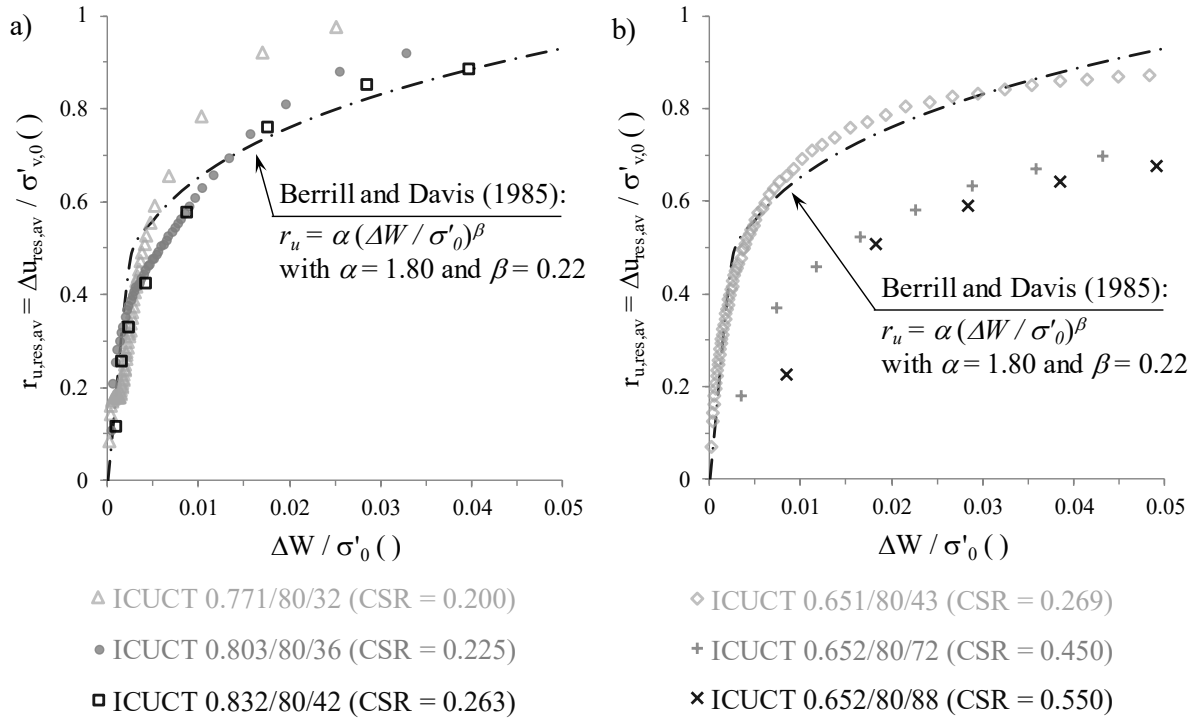 a)
r_u,res,av = Δu_res,av / σ'_v,0 ( )
1
0.8
0.6
0.4
0.2
0
0 0.01 0.02 0.03 0.04 0.05
ΔW / σ'_0 ( )
Berrill and Davis (1985):
r_u = α (ΔW / σ'_0)^β
with α = 1.80 and β = 0.22
△ ICUCT 0.771/80/32 (CSR = 0.200)
● ICUCT 0.803/80/36 (CSR = 0.225)
□ ICUCT 0.832/80/42 (CSR = 0.263)
b)
r_u,res,av = Δu_res,av / σ'_v,0 ( )
1
0.8
0.6
0.4
0.2
0
0 0.01 0.02 0.03 0.04 0.05
ΔW / σ'_0 ( )
Berrill and Davis (1985):
r_u = α (ΔW / σ'_0)^β
with α = 1.80 and β = 0.22
◇ ICUCT 0.651/80/43 (CSR = 0.269)
+ ICUCT 0.652/80/72 (CSR = 0.450)
× ICUCT 0.652/80/88 (CSR = 0.550)